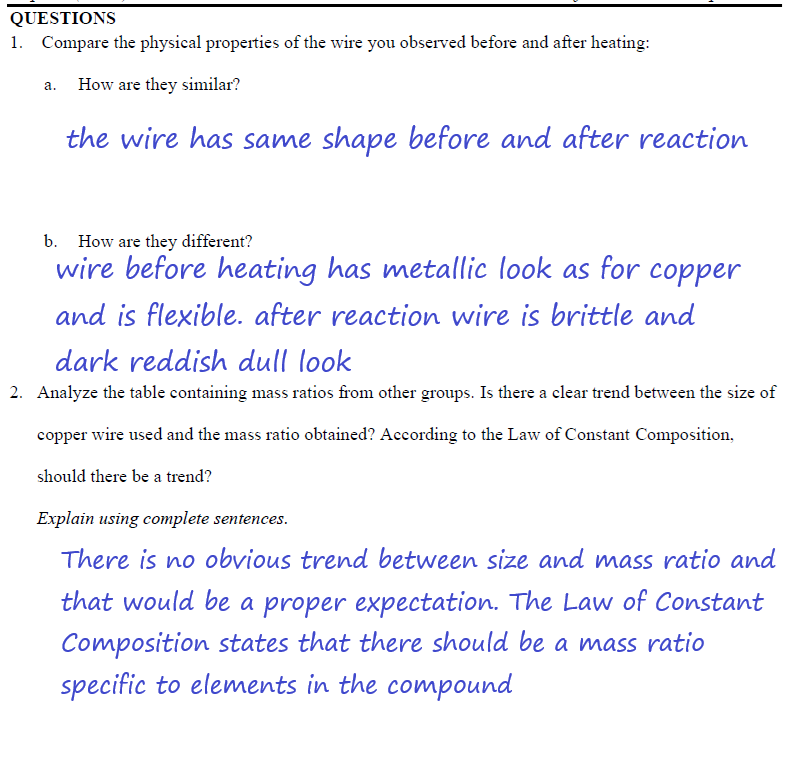 QUESTIONS
1. Compare the physical properties of the wire you observed before and after heating:
a. How are they similar?
the wire has same shape before and after reaction
b. How are they different?
wire before heating has metallic look as for copper
and is flexible. after reaction wire is brittle and
dark reddish dull look
2. Analyze the table containing mass ratios from other groups. Is there a clear trend between the size of
copper wire used and the mass ratio obtained? According to the Law of Constant Composition,
should there be a trend?
Explain using complete sentences.
There is no obvious trend between size and mass ratio and
that would be a proper expectation. The Law of Constant
Composition states that there should be a mass ratio
specific to elements in the compound